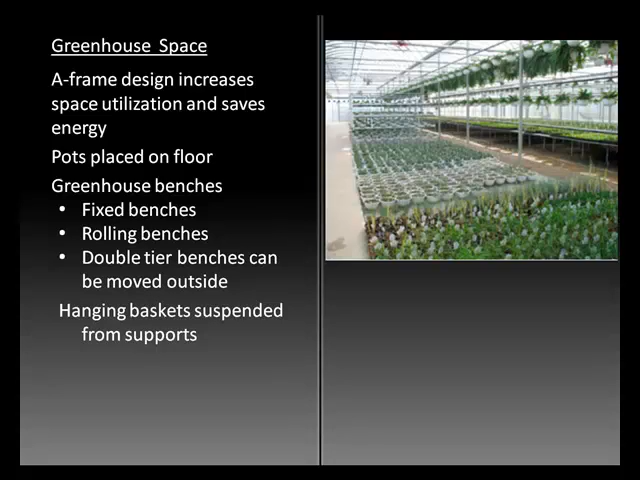 Greenhouse Space
A-frame design increases
space utilization and saves
energy
Pots placed on floor
Greenhouse benches
• Fixed benches
• Rolling benches
• Double tier benches can
be moved outside
Hanging baskets suspended
from supports